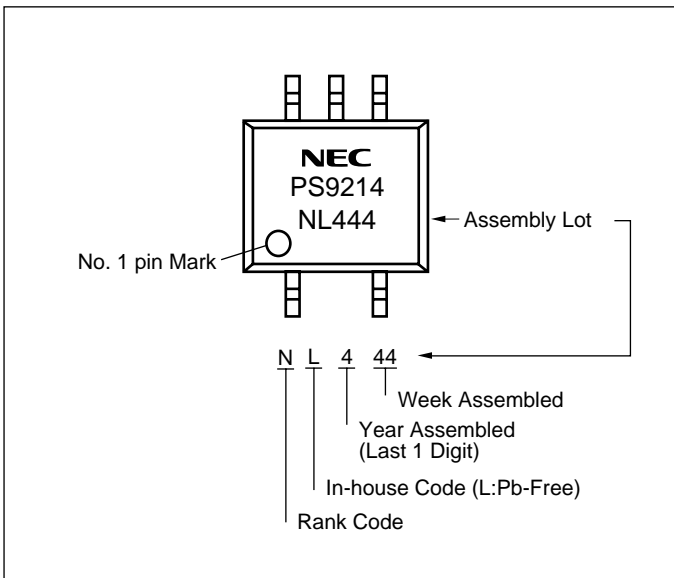 NEC
PS9214
NL444
Assembly Lot
No. 1 pin Mark
N L 4 44
Week Assembled
Year Assembled
(Last 1 Digit)
In-house Code (L:Pb-Free)
Rank Code